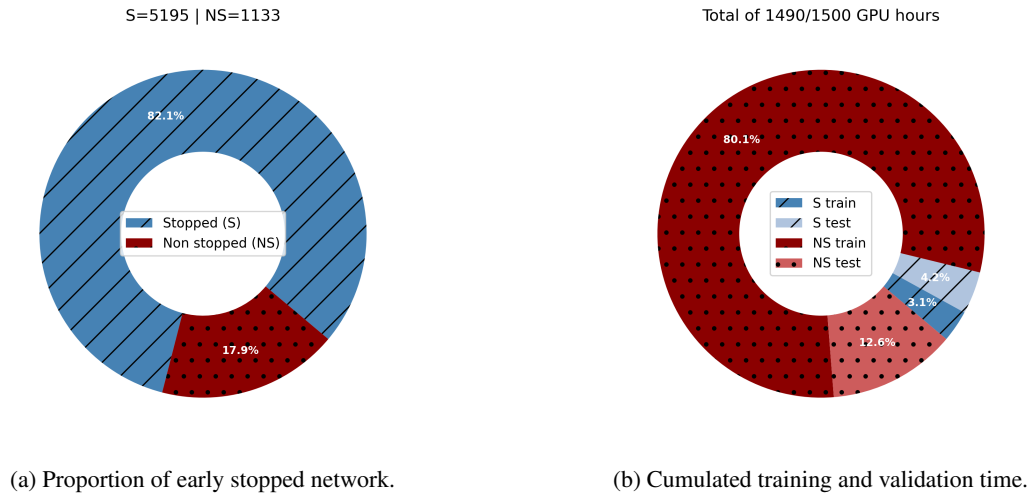 S=5195 | NS=1133
82.1%
Stopped (S)
Non stopped (NS)
17.9%
(a) Proportion of early stopped network.
Total of 1490/1500 GPU hours
80.1%
S train
S test
NS train
NS test
4.2%
3.1%
12.6%
(b) Cumulated training and validation time.